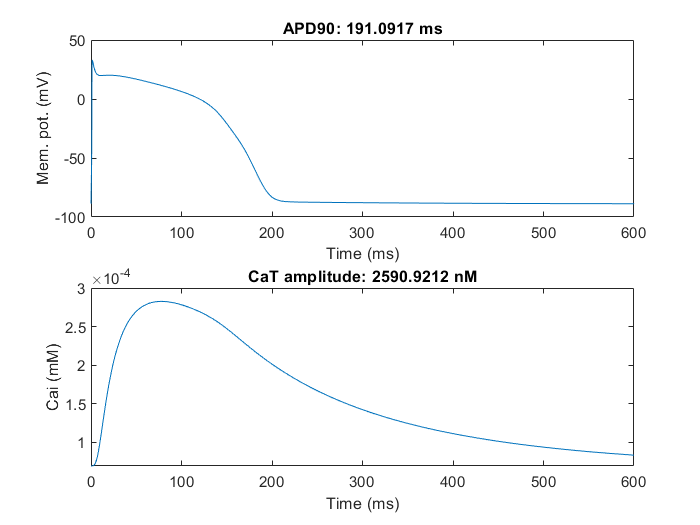 APD90: 191.0917 ms
50
0
-50
-100
Mem. pot. (mV)
0 100 200 300 400 500 600
Time (ms)
×10-4
CaT amplitude: 2590.9212 nM
3
2.5
2
1.5
1
Cai (mM)
0 100 200 300 400 500 600
Time (ms)